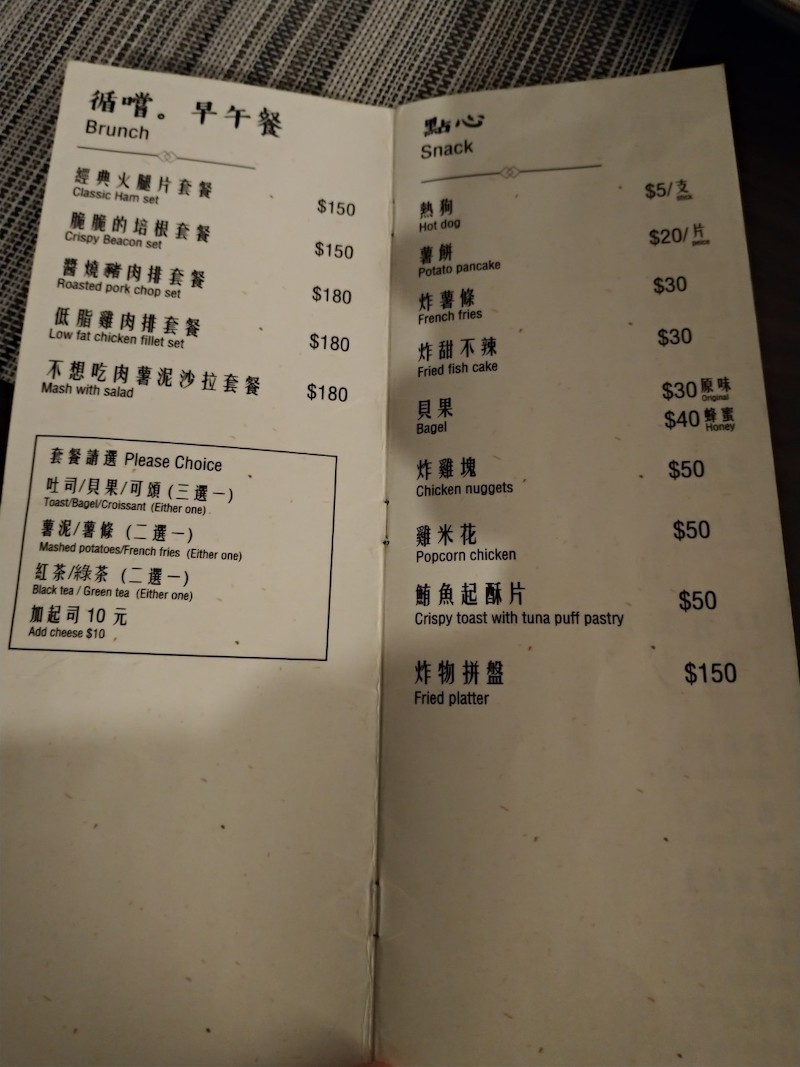 循嚐。早午餐
Brunch
經典火腿片套餐 $150
Classic Ham set
脆脆的培根套餐 $150
Crispy Beacon set
醬燒豬肉排套餐 $180
Roasted pork chop set
低脂雞肉排套餐 $180
Low fat chicken fillet set
不想吃肉薯泥沙拉套餐 $180
Mash with salad
套餐請選 Please Choice
吐司/貝果/可頌 (三選一)
Toast/Bagel/Croissant (Either one)
薯泥/薯條 (二選一)
Mashed potatoes/French fries (Either one)
紅茶/綠茶 (二選一)
Black tea / Green tea (Either one)
加起司 10 元
Add cheese $10
點心
Snack
熱狗 $5/支
Hot dog
薯餅 $20/片
Potato pancake
炸薯條 $30
French fries
炸甜不辣 $30
Fried fish cake
貝果 $30 原味 Original
Bagel $40 蜂蜜 Honey
炸雞塊 $50
Chicken nuggets
雞米花 $50
Popcorn chicken
鮪魚起酥片 $50
Crispy toast with tuna puff pastry
炸物拼盤 $150
Fried platter